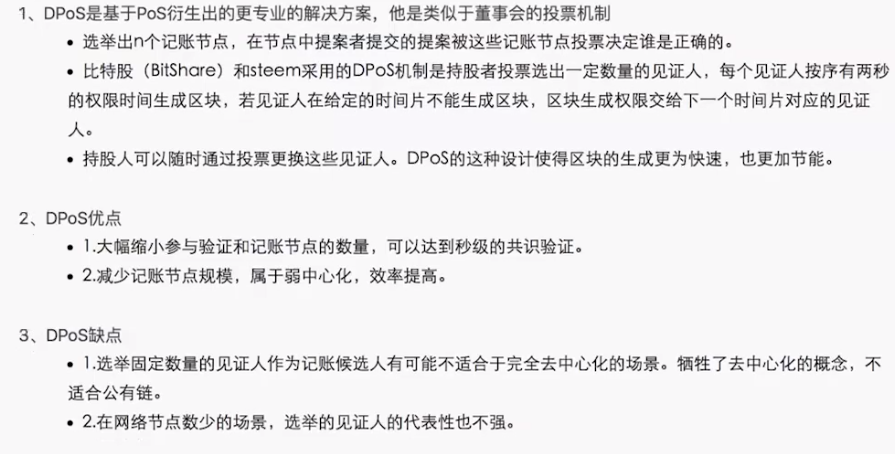 1、DPoS是基于PoS衍生出的更专业的解决方案，他是类似于董事会的投票机制
• 选举出n个记账节点，在节点中提案者提交的提案被这些记账节点投票决定谁是正确的。
• 比特股（BitShare）和steem采用的DPoS机制是持股者投票选出一定数量的见证人，每个见证人按序有两秒
的权限时间生成区块，若见证人在给定的时间片不能生成区块，区块生成权限交给下一个时间片对应的见证
人。
• 持股人可以随时通过投票更换这些见证人。DPoS的这种设计使得区块的生成更为快速，也更加节能。
2、DPoS优点
• 1.大幅缩小参与验证和记账节点的数量，可以达到秒级的共识验证。
• 2.减少记账节点规模，属于弱中心化，效率提高。
3、DPoS缺点
• 1.选举固定数量的见证人作为记账候选人有可能不适合于完全去中心化的场景。牺牲了去中心化的概念，不
适合公有链。
• 2.在网络节点数少的场景，选举的见证人的代表性也不强。